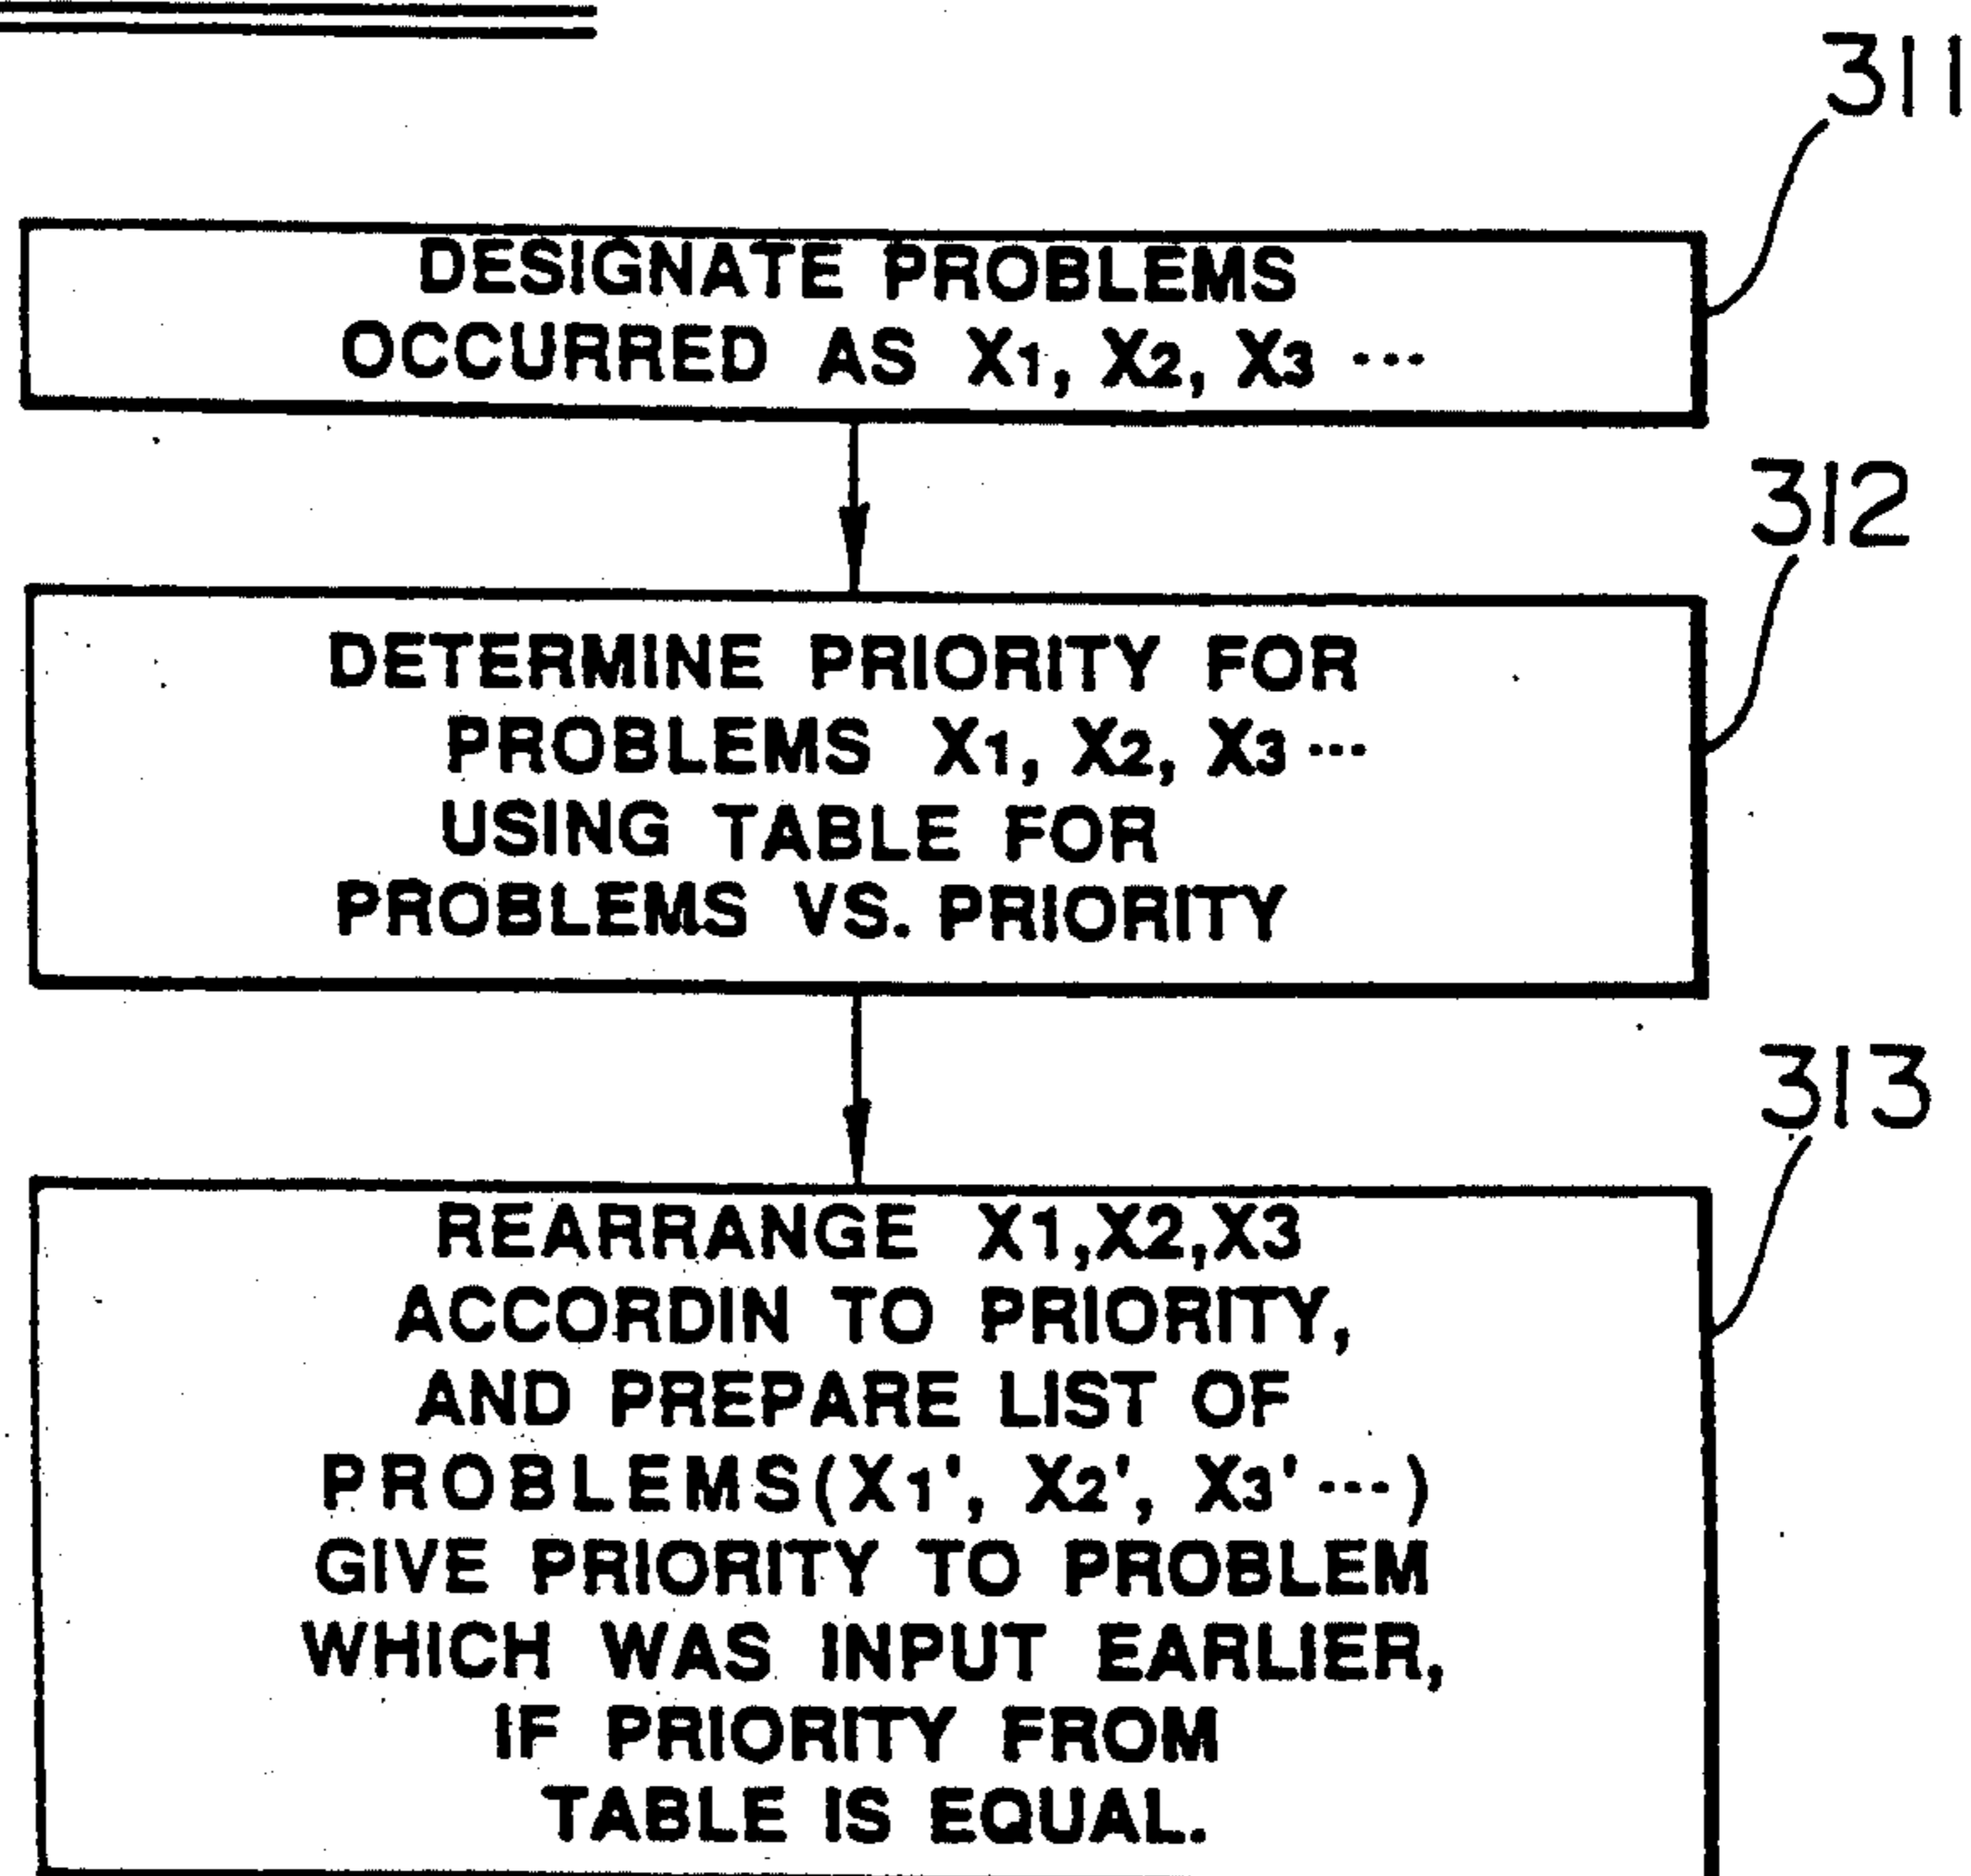 311
DESIGNATE PROBLEMS
OCCURRED AS X1, X2, X3 ...
312
DETERMINE PRIORITY FOR
PROBLEMS X1, X2, X3 ...
USING TABLE FOR
PROBLEMS VS. PRIORITY
313
REARRANGE X1,X2,X3
ACCORDIN TO PRIORITY,
AND PREPARE LIST OF
PROBLEMS(X1', X2', X3' ...)
GIVE PRIORITY TO PROBLEM
WHICH WAS INPUT EARLIER,
IF PRIORITY FROM
TABLE IS EQUAL.